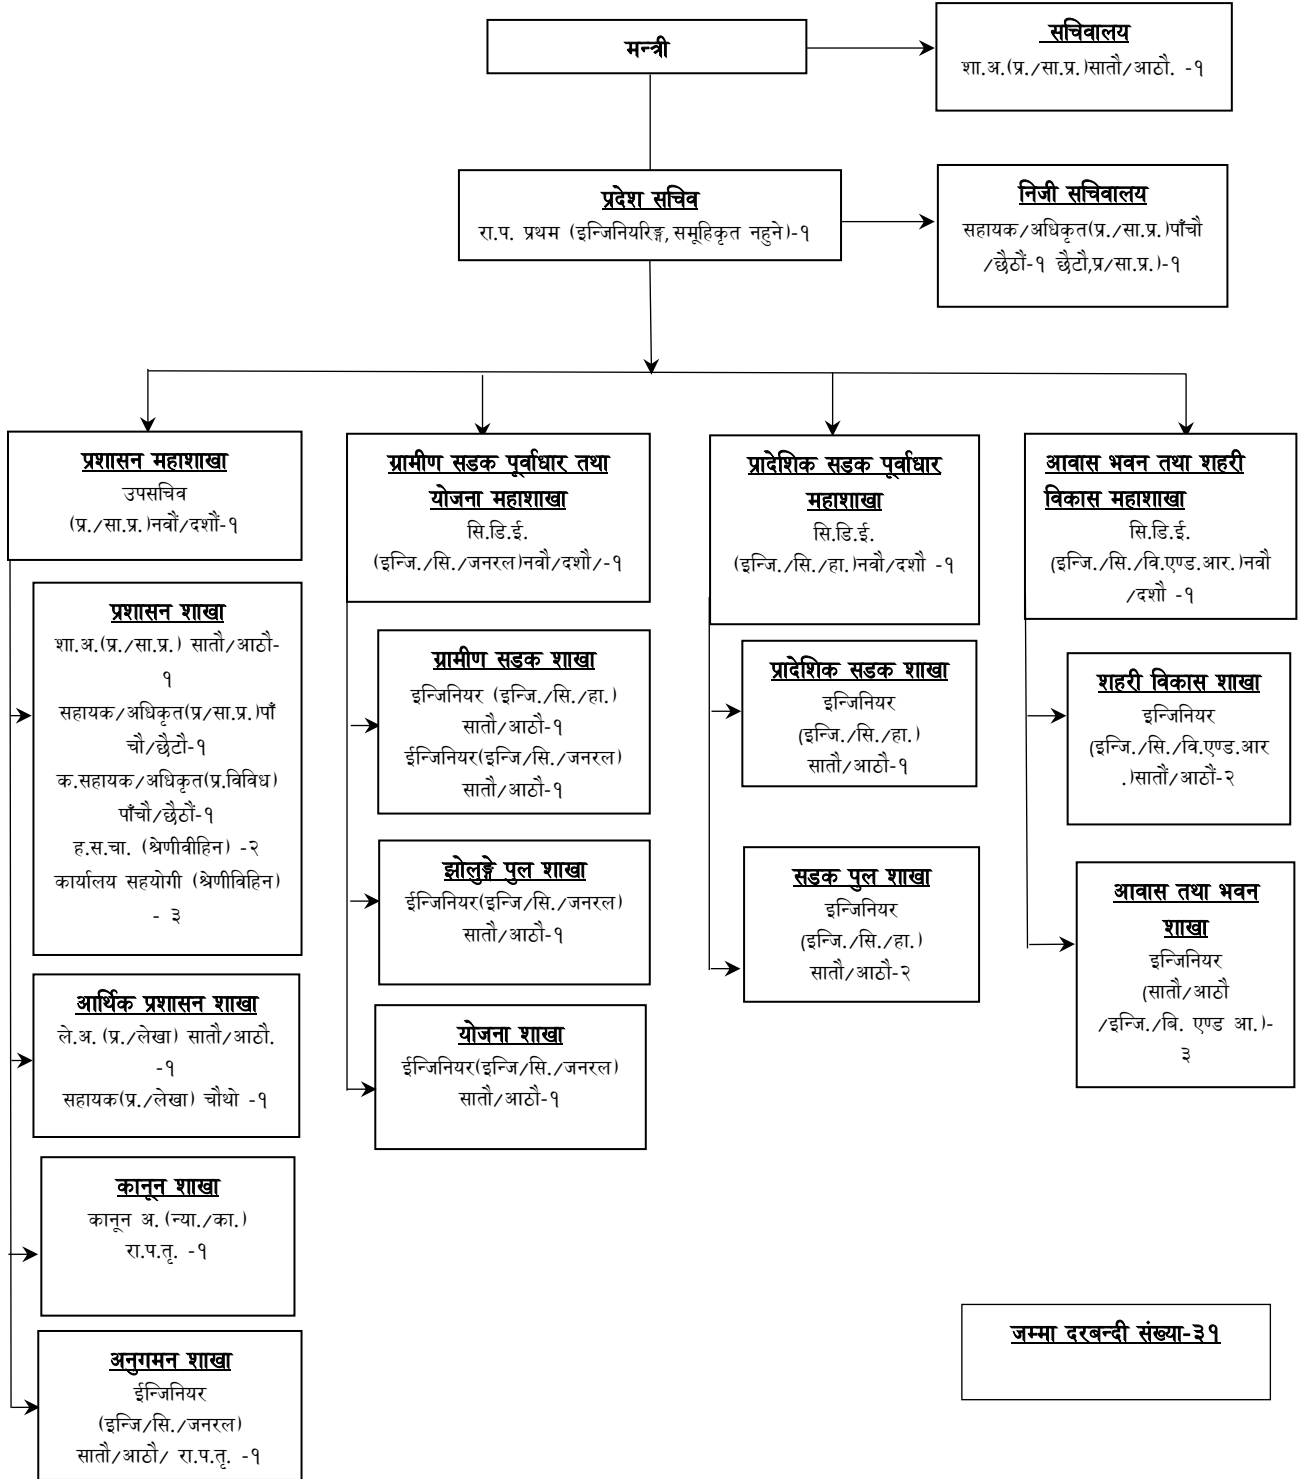 मन्त्री
सचिवालय
शा.अ.(प्र./सा.प्र.)सातौ/आठौ. -१
प्रदेश सचिव
रा.प. प्रथम (इन्जिनियरिङ्ग,समूहिकृत नहुने)-१
निजी सचिवालय
सहायक/अधिकृत(प्र./सा.प्र.)पाँचौ
/छैठौं-१ छैटौ,प्र/सा.प्र.)-१
प्रशासन महाशाखा
उपसचिव
(प्र./सा.प्र.)नवौं/दशौं-१
प्रशासन शाखा
शा.अ.(प्र./सा.प्र.) सातौ/आठौ-
१
सहायक/अधिकृत(प्र/सा.प्र.)पाँ
चौ/छैटौ-१
क.सहायक/अधिकृत(प्र.विविध)
पाँचौ/छैठौं-१
ह.स.चा. (श्रेणीवीहिन) -२
कार्यालय सहयोगी (श्रेणीविहिन)
- ३
आर्थिक प्रशासन शाखा
ले.अ. (प्र./लेखा) सातौ/आठौ.
-१
सहायक(प्र./लेखा) चौथो -१
कानून शाखा
कानून अ. (न्या./का.)
रा.प.तृ. -१
अनुगमन शाखा
ईन्जिनियर
(इन्जि/सि./जनरल)
सातौ/आठौ/ रा.प.तृ. -१
ग्रामीण सडक पूर्वाधार तथा
योजना महाशाखा
सि.डि.ई.
(इन्जि./सि./जनरल)नवौ/दशौ/-१
ग्रामीण सडक शाखा
इन्जिनियर (इन्जि./सि./हा.)
सातौ/आठौ-१
ईन्जिनियर(इन्जि/सि./जनरल)
सातौ/आठौ-१
झोलुङ्गे पुल शाखा
ईन्जिनियर(इन्जि/सि./जनरल)
सातौ/आठौ-१
योजना शाखा
ईन्जिनियर(इन्जि/सि./जनरल)
सातौ/आठौ-१
प्रादेशिक सडक पूर्वाधार
महाशाखा
सि.डि.ई.
(इन्जि./सि./हा.)नवौ/दशौ -१
प्रादेशिक सडक शाखा
इन्जिनियर
(इन्जि./सि./हा.)
सातौ/आठौ-१
सडक पुल शाखा
इन्जिनियर
(इन्जि./सि./हा.)
सातौ/आठौ-२
आवास भवन तथा शहरी
विकास महाशाखा
सि.डि.ई.
(इन्जि./सि./वि.एण्ड.आर.)नवौ
/दशौ -१
शहरी विकास शाखा
इन्जिनियर
(इन्जि./सि./वि.एण्ड.आर
.)सातौं/आठौं-२
आवास तथा भवन
शाखा
इन्जिनियर
(सातौ/आठौ
/इन्जि./बि. एण्ड आ.)-
३
जम्मा दरबन्दी संख्या-३१